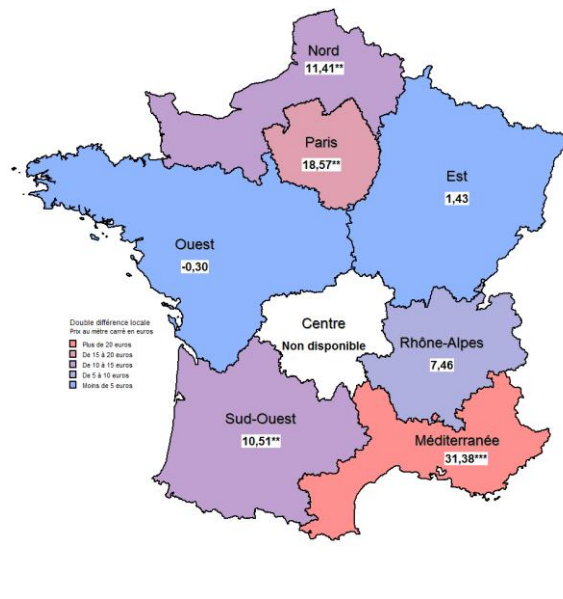 Nord
11,41**
Paris
18,57**
Est
1,43
Ouest
-0,30
Double différence locale
Prix au mètre carré en euros
Plus de 20 euros
De 15 à 20 euros
De 10 à 15 euros
De 5 à 10 euros
Moins de 5 euros
Centre
Non disponible
Rhône-Alpes
7,46
Sud-Ouest
10,51**
Méditerranée
31,38***